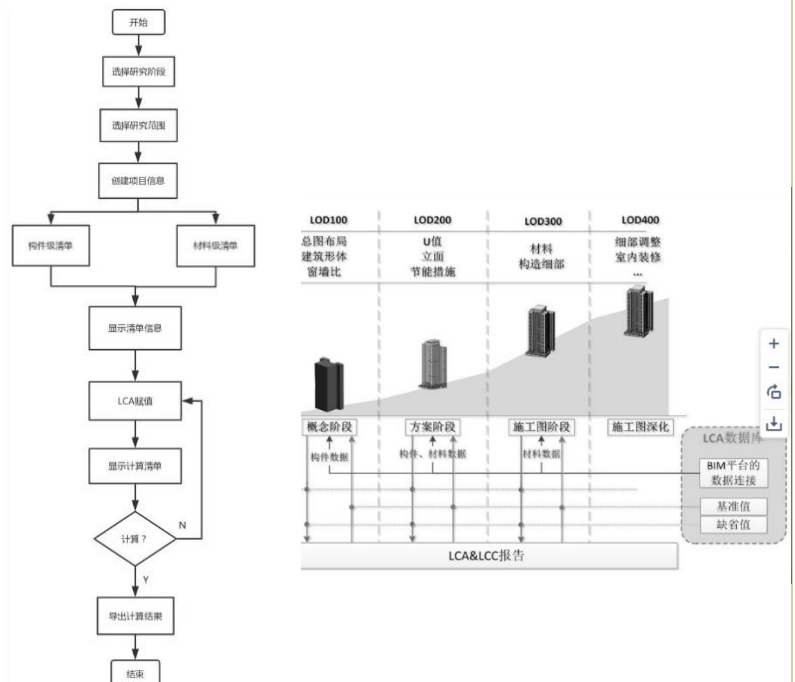 开始
选择研究阶段
选择研究范围
创建项目信息
构件级清单
材料级清单
显示清单信息
LCA赋值
显示计算清单
计算？
N
Y
导出计算结果
结束
LOD100
LOD200
LOD300
LOD400
总图布局
建筑形体
窗墙比
U值
立面
节能措施
材料
构造细部
细部调整
室内装修
...
概念阶段
方案阶段
施工图阶段
施工图深化
构件数据
构件、材料数据
材料数据
LCA数据库
BIM平台的
数据连接
基准值
缺省值
LCA&LCC报告